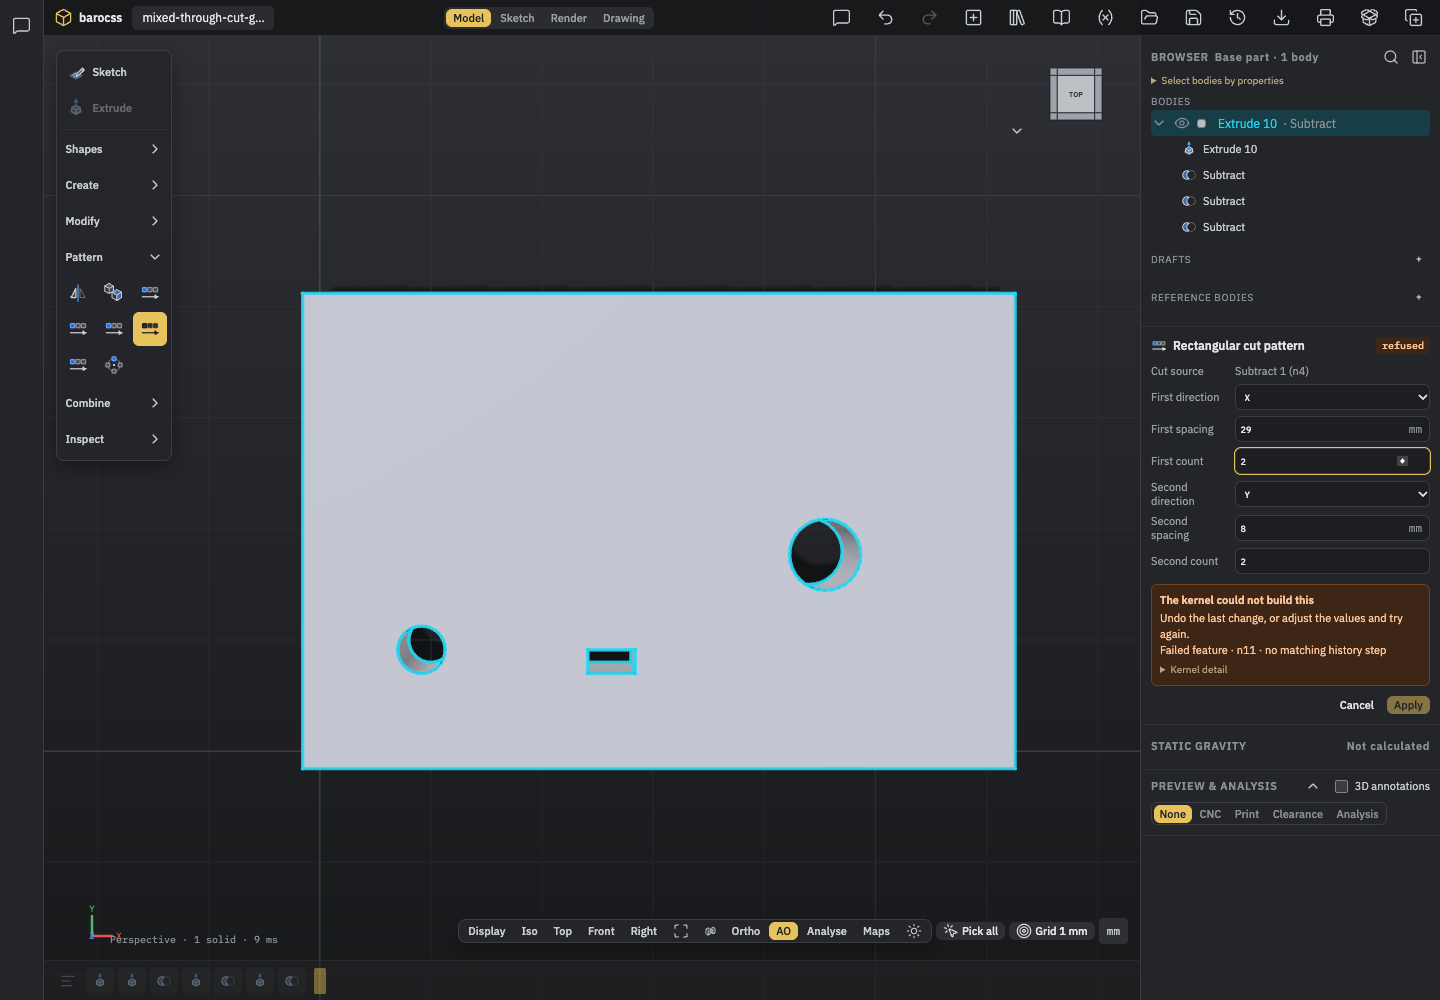 barocss
mixed-through-cut-g...
Model
Sketch
Render
Drawing
Sketch
Extrude
Shapes
Create
Modify
Pattern
Combine
Inspect
TOP
BROWSER Base part · 1 body
Select bodies by properties
BODIES
Extrude 10 · Subtract
Extrude 10
Subtract
Subtract
Subtract
DRAFTS
+
REFERENCE BODIES
+
Rectangular cut pattern
refused
Cut source
Subtract 1 (n4)
First direction
X
First spacing
29
mm
First count
2
Second direction
Y
Second spacing
8
mm
Second count
2
The kernel could not build this
Undo the last change, or adjust the values and try
again.
Failed feature · n11 · no matching history step
Kernel detail
Cancel
Apply
STATIC GRAVITY
Not calculated
PREVIEW & ANALYSIS
3D annotations
None
CNC
Print
Clearance
Analysis
Y
X
Z
Perspective · 1 solid · 9 ms
Display
Iso
Top
Front
Right
Ortho
AO
Analyse
Maps
Pick all
Grid 1 mm
mm